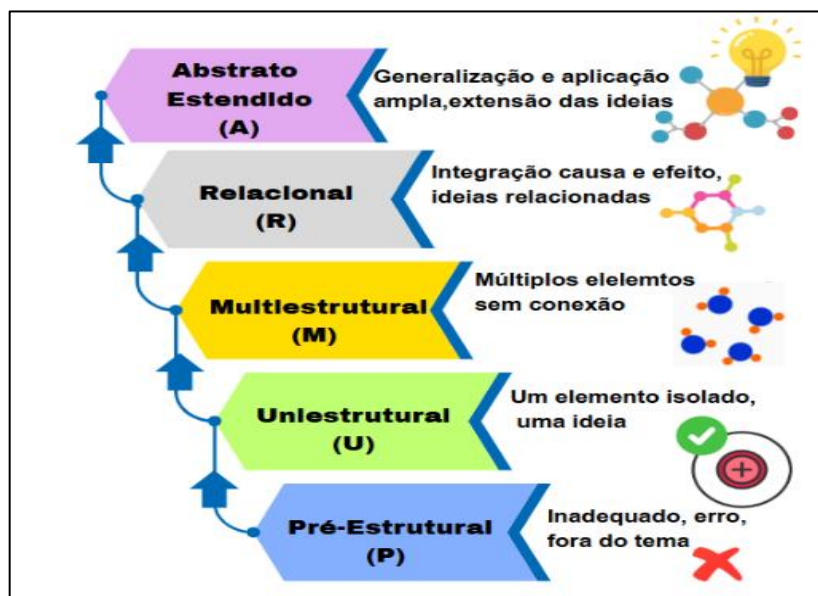 Abstrato
Estendido
(A)
Generalização e aplicação
ampla,extensão das ideias
Relacional
(R)
Integração causa e efeito,
ideias relacionadas
Multiestrutural
(M)
Múltiplos elelemtos
sem conexão
Uniestrutural
(U)
Um elemento isolado,
uma ideia
Pré-Estrutural
(P)
Inadequado, erro,
fora do tema